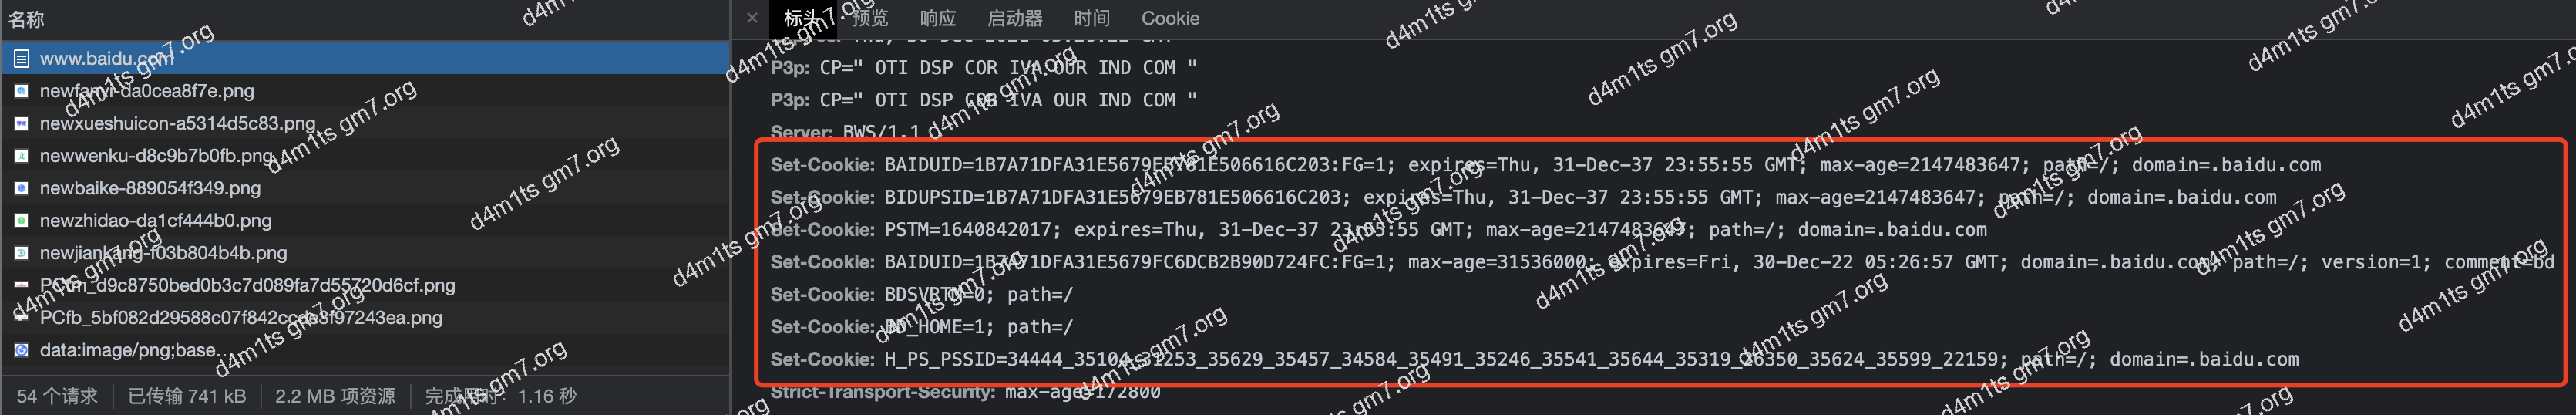 名称
www.baidu.com
newfanyi-da0cea8f7e.png
newxueshuicon-a5314d5c83.png
newwenku-d8c9b7b0fb.png
newbaike-889054f349.png
newzhidao-da1cf444b0.png
newjiankang-f03b804b4b.png
PCtm_d9c8750bed0b3c7d089fa7d55720d6cf.png
data:image/png;base...
54 个请求 已传输 741 kB 2.2 MB 项资源 完成用时: 1.16 秒
× 标头 预览 响应 启动器 时间 Cookie
P3p: CP=" OTI DSP COR IVA OUR IND COM "
P3p: CP=" OTI DSP COR IVA OUR IND COM "
Server: BWS/1.1
Set-Cookie: BAIDUID=1B7A71DFA31E5679EB781E506616C203:FG=1; expires=Thu, 31-Dec-37 23:55:55 GMT; max-age=2147483647; path=/; domain=.baidu.com
Set-Cookie: BIDUPSID=1B7A71DFA31E5679EB781E506616C203; expires=Thu, 31-Dec-37 23:55:55 GMT; max-age=2147483647; path=/; domain=.baidu.com
Set-Cookie: PSTM=1640842017; expires=Thu, 31-Dec-37 23:55:55 GMT; max-age=2147483647; path=/; domain=.baidu.com
Set-Cookie: BAIDUID=1B7A71DFA31E5679FC6DCB2B90D724FC:FG=1; max-age=31536000; expires=Fri, 30-Dec-22 05:26:57 GMT; domain=.baidu.com; path=/; version=1; comment=bd
Set-Cookie: BDSVRTM=0; path=/
Set-Cookie: BD_HOME=1; path=/
Set-Cookie: H_PS_PSSID=34444_35104_31253_35629_35457_34584_35491_35246_35541_35644_35319_26350_35624_35599_22159; path=/; domain=.baidu.com
Strict-Transport-Security: max-age=172800
d4m1ts gm7.org